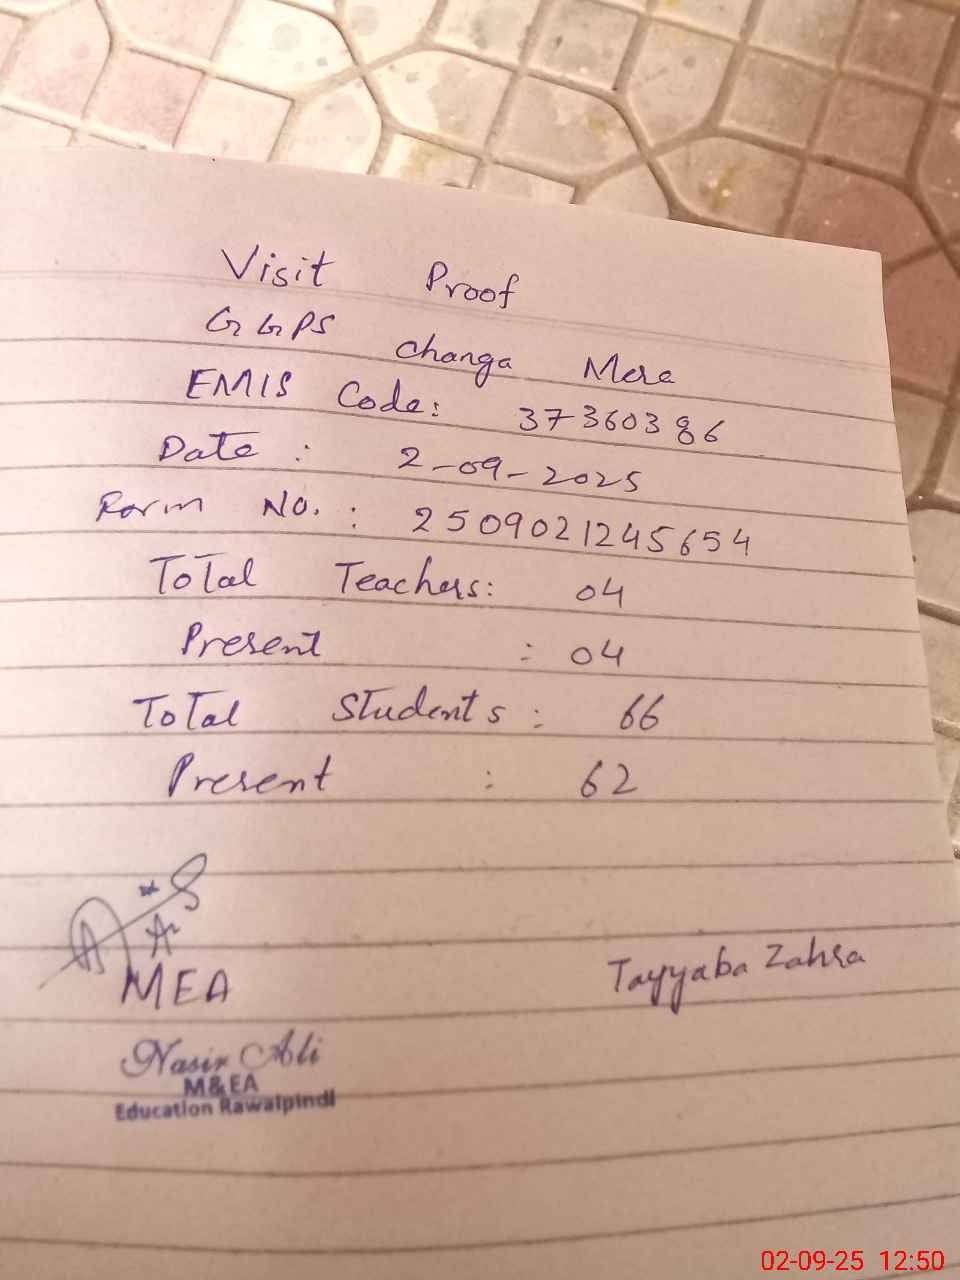 Visit Proof
GGPS Changa Mera
EMIS Code: 37360386
Date : 2-09-2025
Form No. : 2509021245654
Total Teachers: 04
Present : 04
Total Students : 66
Present : 62
MEA
Tayyaba Zahra
Nasir Ali
M&EA
Education Rawalpindi
02-09-25 12:50